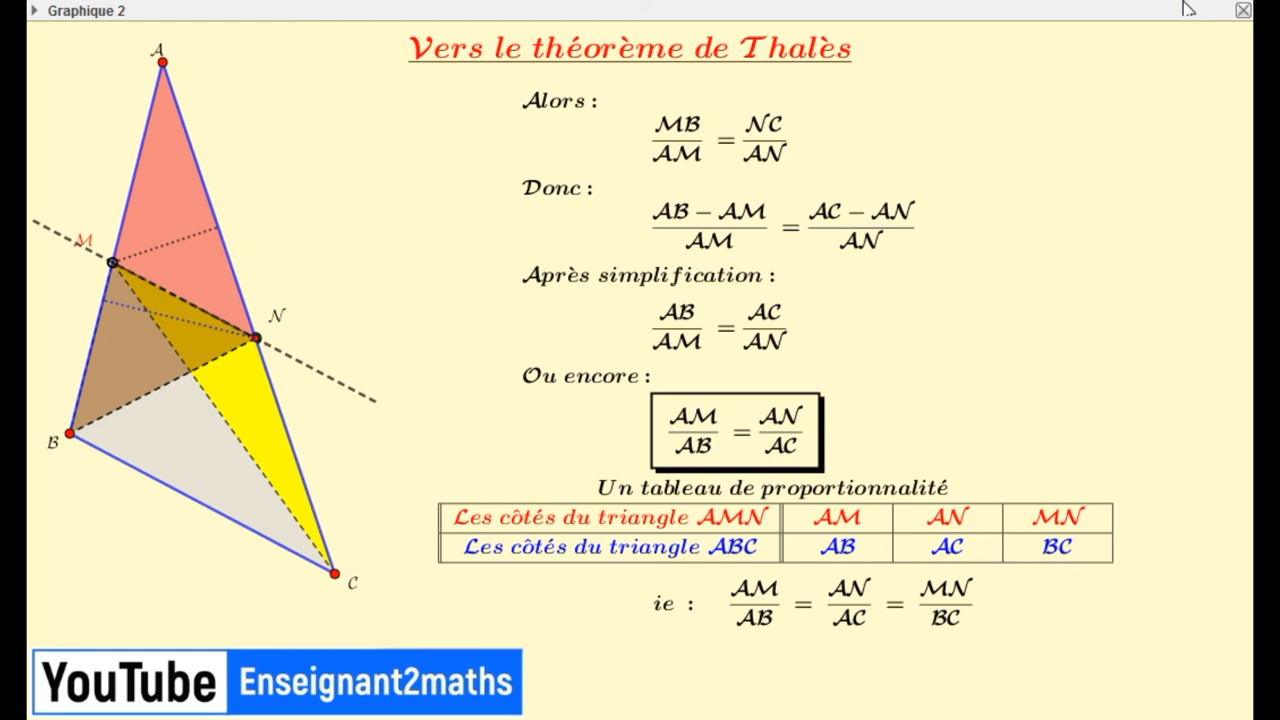 Graphique 2
Vers le théorème de Thalès
A
M
N
B
C
Alors :
MB/AM = NC/AN
Donc :
(AB − AM)/AM = (AC − AN)/AN
Après simplification :
AB/AM = AC/AN
Ou encore :
AM/AB = AN/AC
Un tableau de proportionnalité
Les côtés du triangle AMN AM AN MN
Les côtés du triangle ABC AB AC BC
ie : AM/AB = AN/AC = MN/BC
YouTube Enseignant2maths